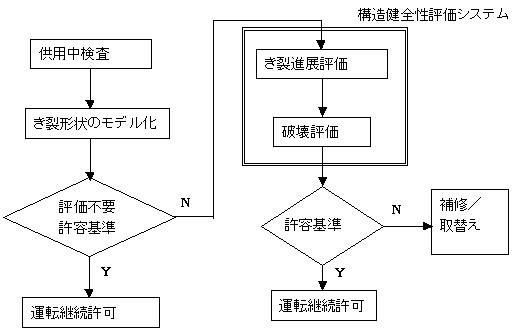 構造健全性評価システム
供用中検査
き裂形状のモデル化
評価不要
許容基準
N
Y
運転継続許可
き裂進展評価
破壊評価
許容基準
N
Y
補修／
取替え
運転継続許可